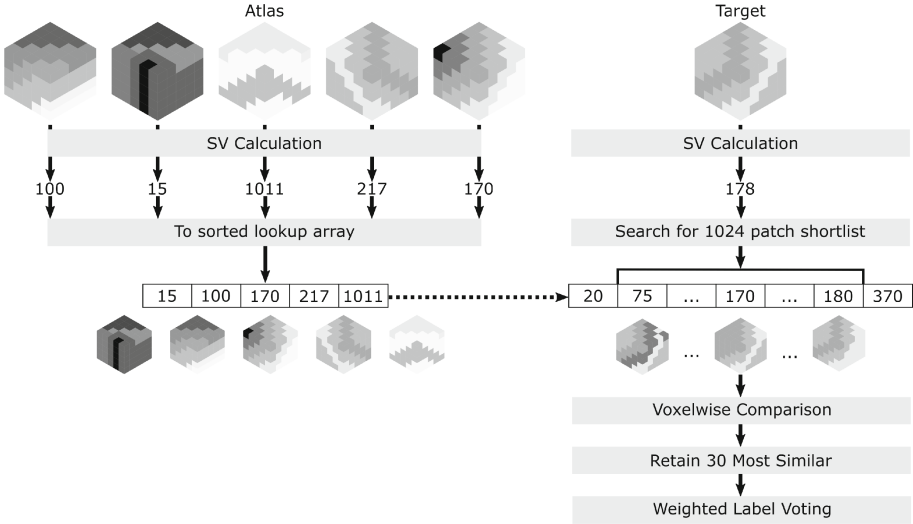 Atlas
Target
SV Calculation
SV Calculation
100 15 1011 217 170
178
To sorted lookup array
Search for 1024 patch shortlist
15 100 170 217 1011
20 75 ... 170 ... 180 370
... ...
Voxelwise Comparison
Retain 30 Most Similar
Weighted Label Voting